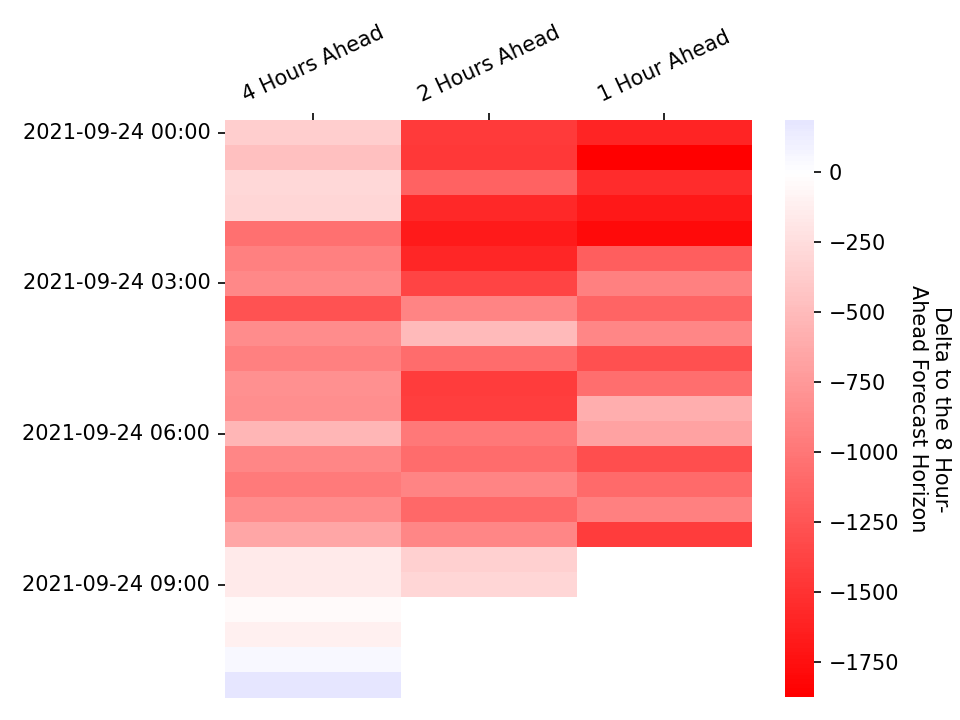 4 Hours Ahead
2 Hours Ahead
1 Hour Ahead
2021-09-24 00:00
2021-09-24 03:00
2021-09-24 06:00
2021-09-24 09:00
0
−250
−500
−750
−1000
−1250
−1500
−1750
Delta to the 8 Hour-
Ahead Forecast Horizon